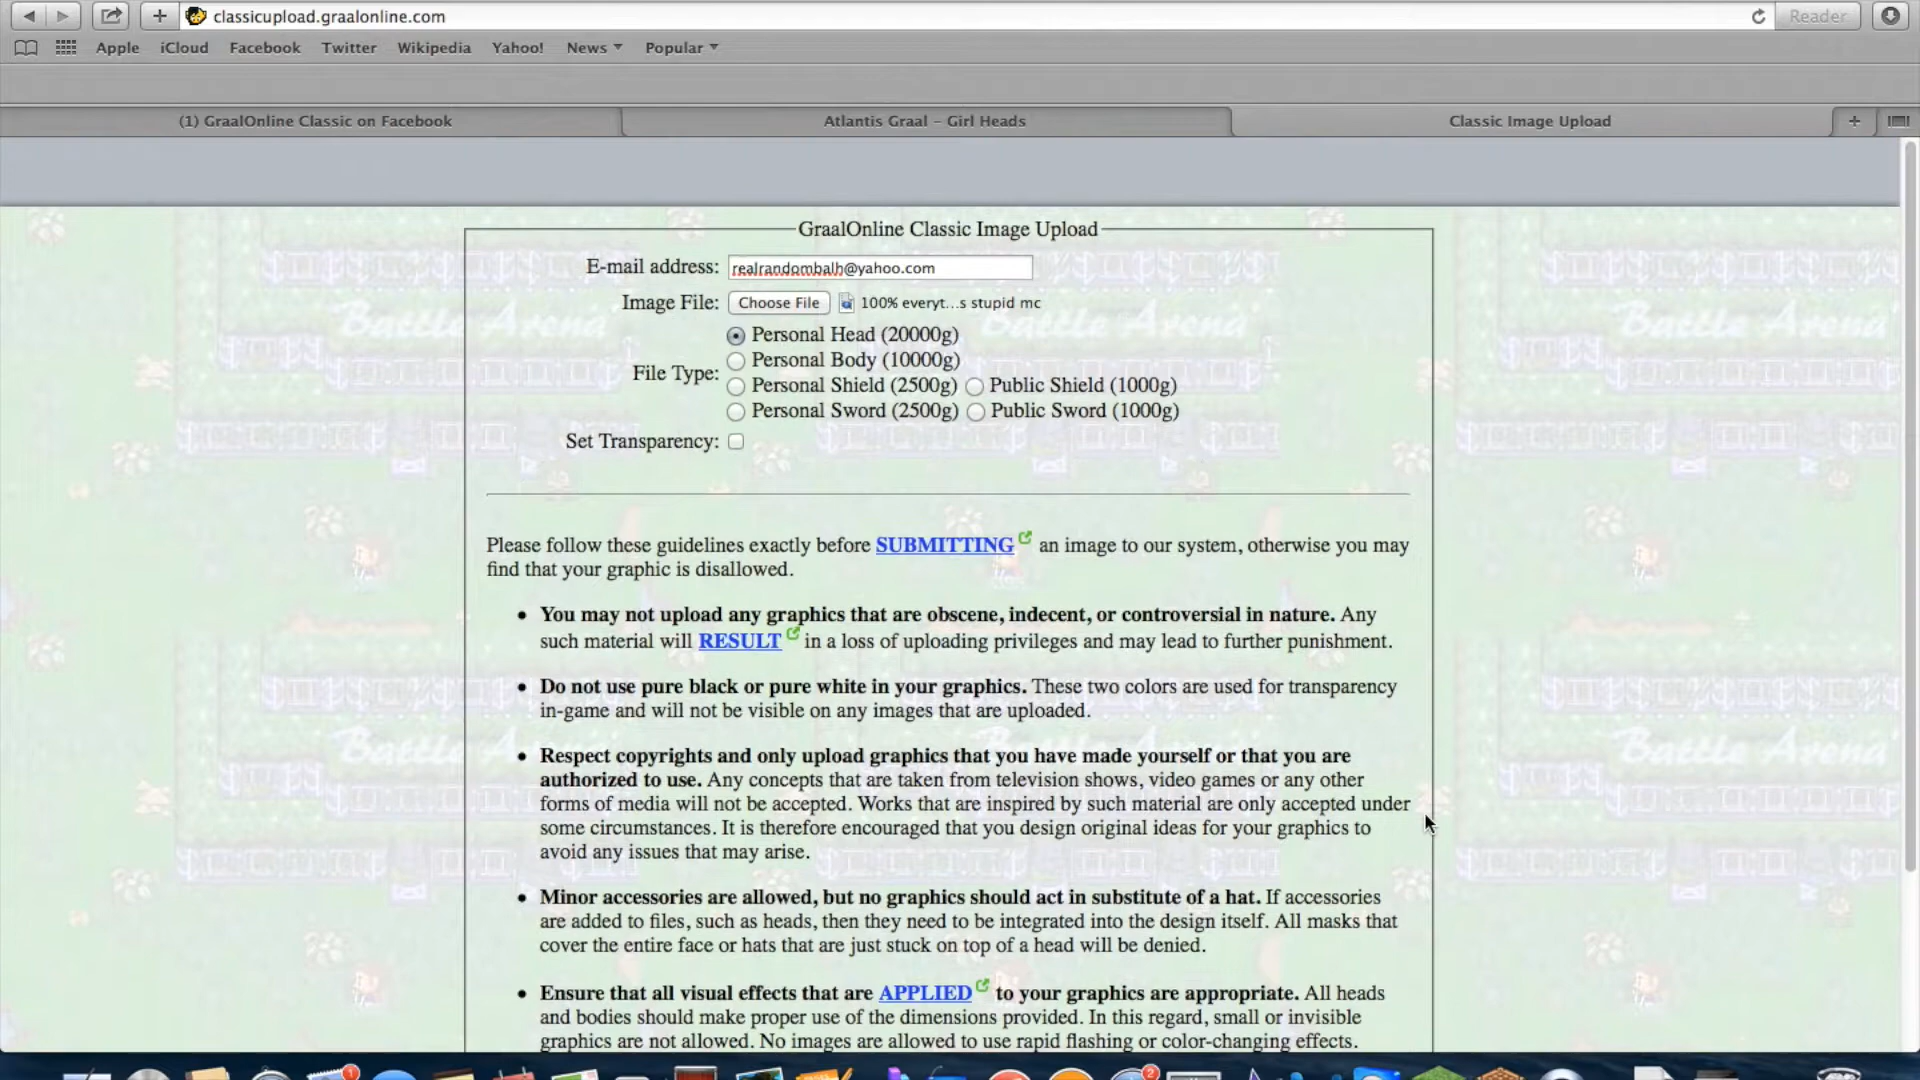 classicupload.graalonline.com
Reader
Apple
iCloud
Facebook
Twitter
Wikipedia
Yahoo!
News
Popular
(1) GraalOnline Classic on Facebook
Atlantis Graal – Girl Heads
Classic Image Upload
GraalOnline Classic Image Upload
E-mail address: realrandombalh@yahoo.com
Image File: Choose File 100% everyt...s stupid mc
Personal Head (20000g)
Personal Body (10000g)
File Type:
Personal Shield (2500g) Public Shield (1000g)
Personal Sword (2500g) Public Sword (1000g)
Set Transparency:
Please follow these guidelines exactly before SUBMITTING an image to our system, otherwise you may
find that your graphic is disallowed.
• You may not upload any graphics that are obscene, indecent, or controversial in nature. Any
such material will RESULT in a loss of uploading privileges and may lead to further punishment.
• Do not use pure black or pure white in your graphics. These two colors are used for transparency
in-game and will not be visible on any images that are uploaded.
• Respect copyrights and only upload graphics that you have made yourself or that you are
authorized to use. Any concepts that are taken from television shows, video games or any other
forms of media will not be accepted. Works that are inspired by such material are only accepted under
some circumstances. It is therefore encouraged that you design original ideas for your graphics to
avoid any issues that may arise.
• Minor accessories are allowed, but no graphics should act in substitute of a hat. If accessories
are added to files, such as heads, then they need to be integrated into the design itself. All masks that
cover the entire face or hats that are just stuck on top of a head will be denied.
• Ensure that all visual effects that are APPLIED to your graphics are appropriate. All heads
and bodies should make proper use of the dimensions provided. In this regard, small or invisible
graphics are not allowed. No images are allowed to use rapid flashing or color-changing effects.
Battle Arena
Battle Arena
Battle Arena
Battle Arena
1
2